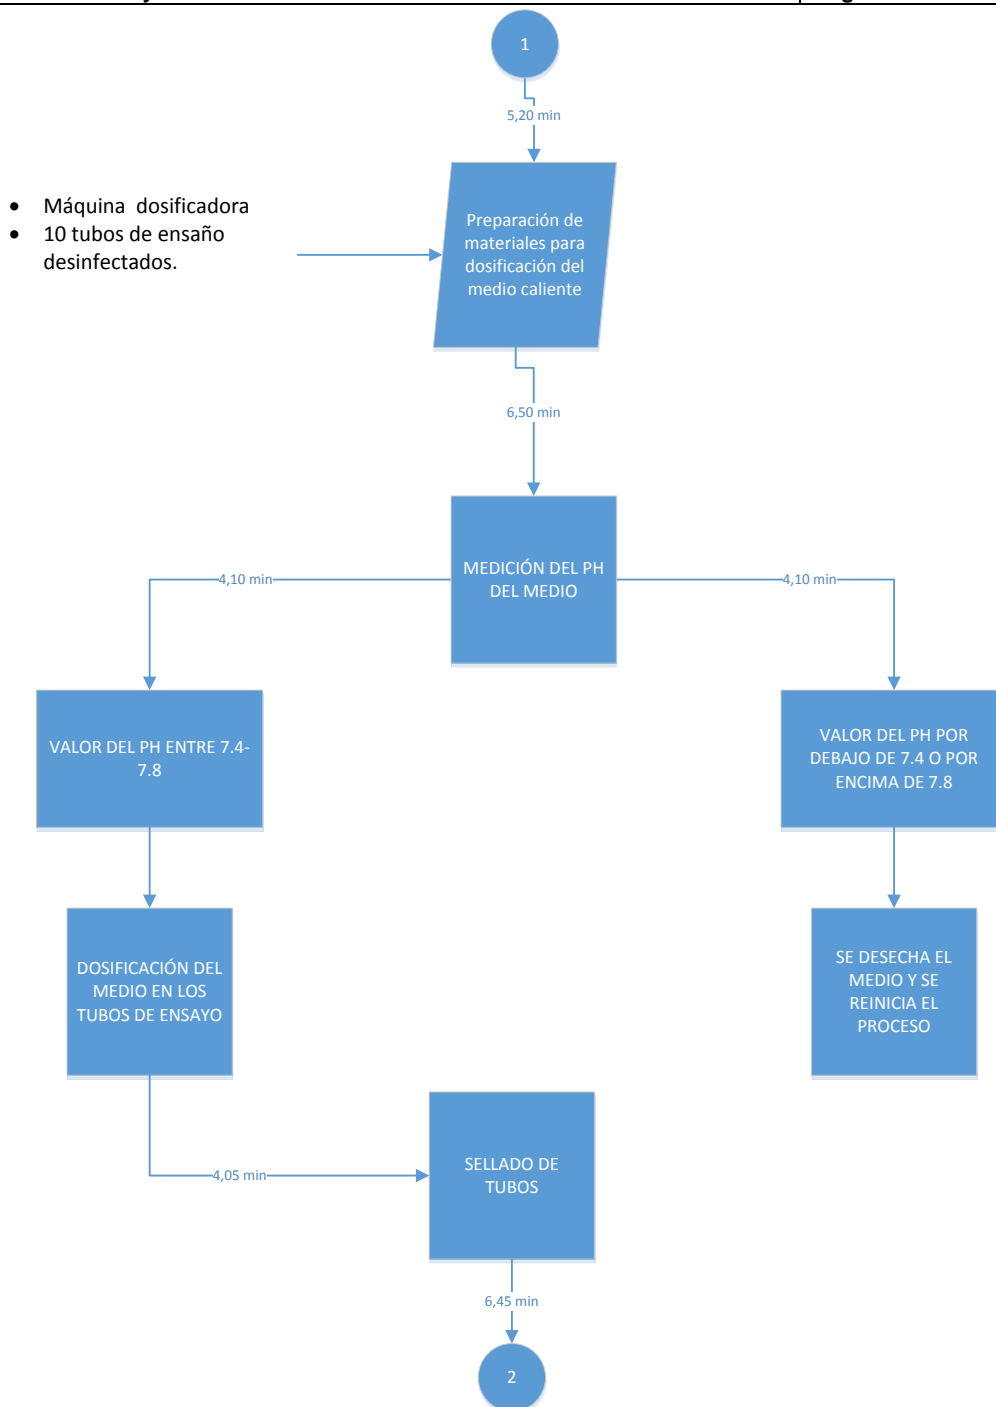 1
5,20 min
• Máquina dosificadora
• 10 tubos de ensaño
desinfectados.
Preparación de
materiales para
dosificación del
medio caliente
6,50 min
MEDICIÓN DEL PH
DEL MEDIO
4,10 min
4,10 min
VALOR DEL PH ENTRE 7.4-
7.8
VALOR DEL PH POR
DEBAJO DE 7.4 O POR
ENCIMA DE 7.8
DOSIFICACIÓN DEL
MEDIO EN LOS
TUBOS DE ENSAYO
SE DESECHA EL
MEDIO Y SE
REINICIA EL
PROCESO
4,05 min
SELLADO DE
TUBOS
6,45 min
2